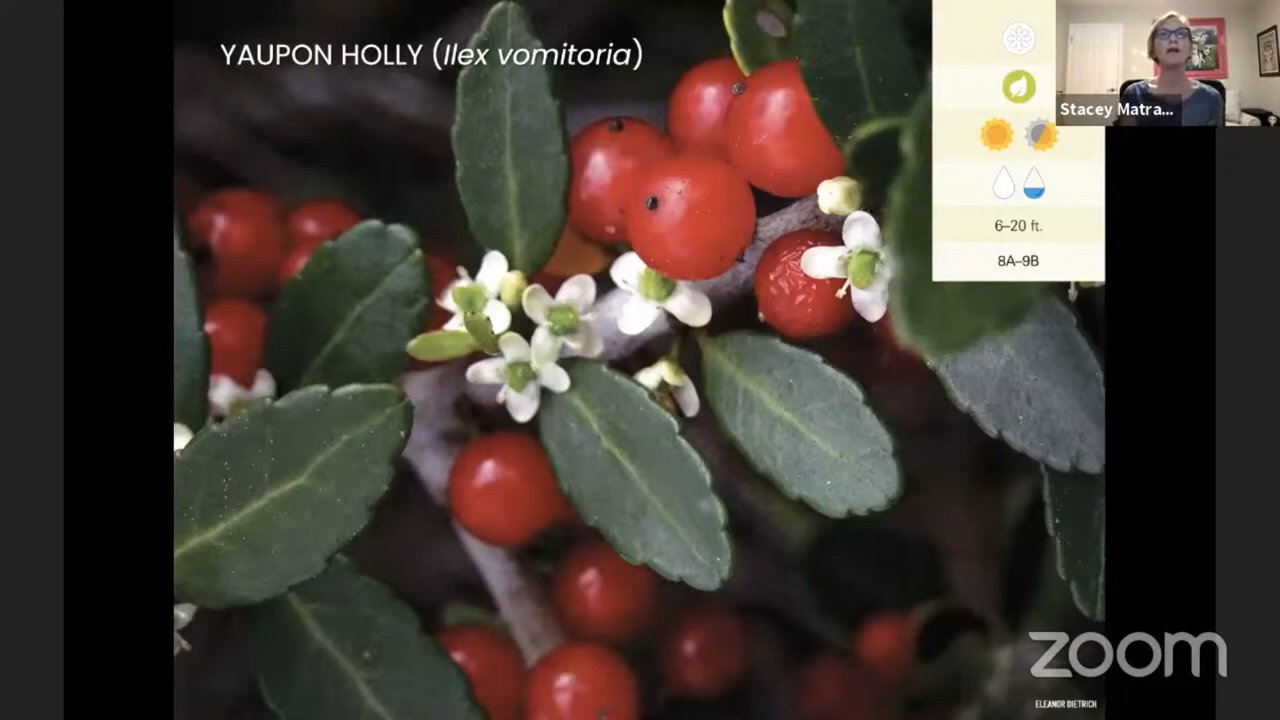 YAUPON HOLLY (Ilex vomitoria)
Stacey Matra...
6–20 ft.
8A–9B
zoom
ELEANOR DIETRICH